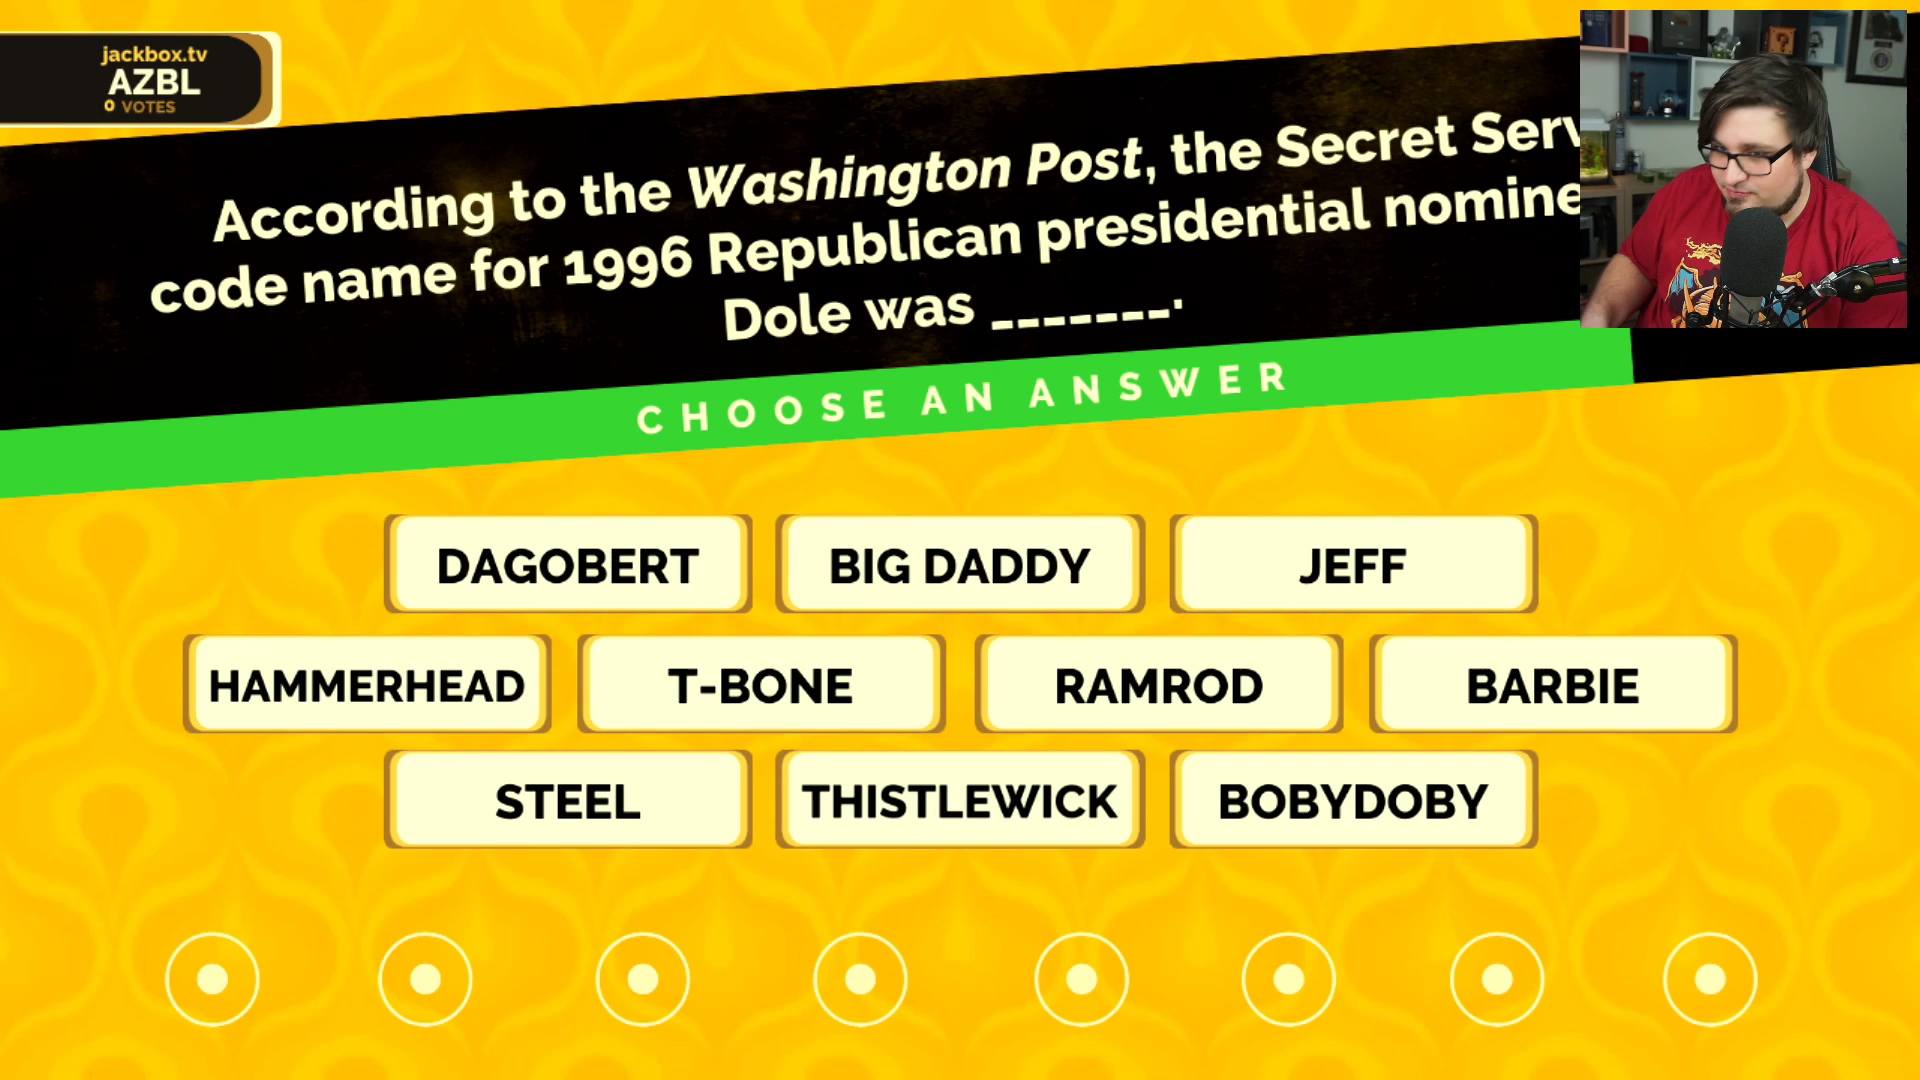 jackbox.tv
AZBL
0 VOTES
According to the Washington Post, the Secret Serv
code name for 1996 Republican presidential nomine
Dole was _______.
CHOOSE AN ANSWER
DAGOBERT
BIG DADDY
JEFF
HAMMERHEAD
T-BONE
RAMROD
BARBIE
STEEL
THISTLEWICK
BOBYDOBY